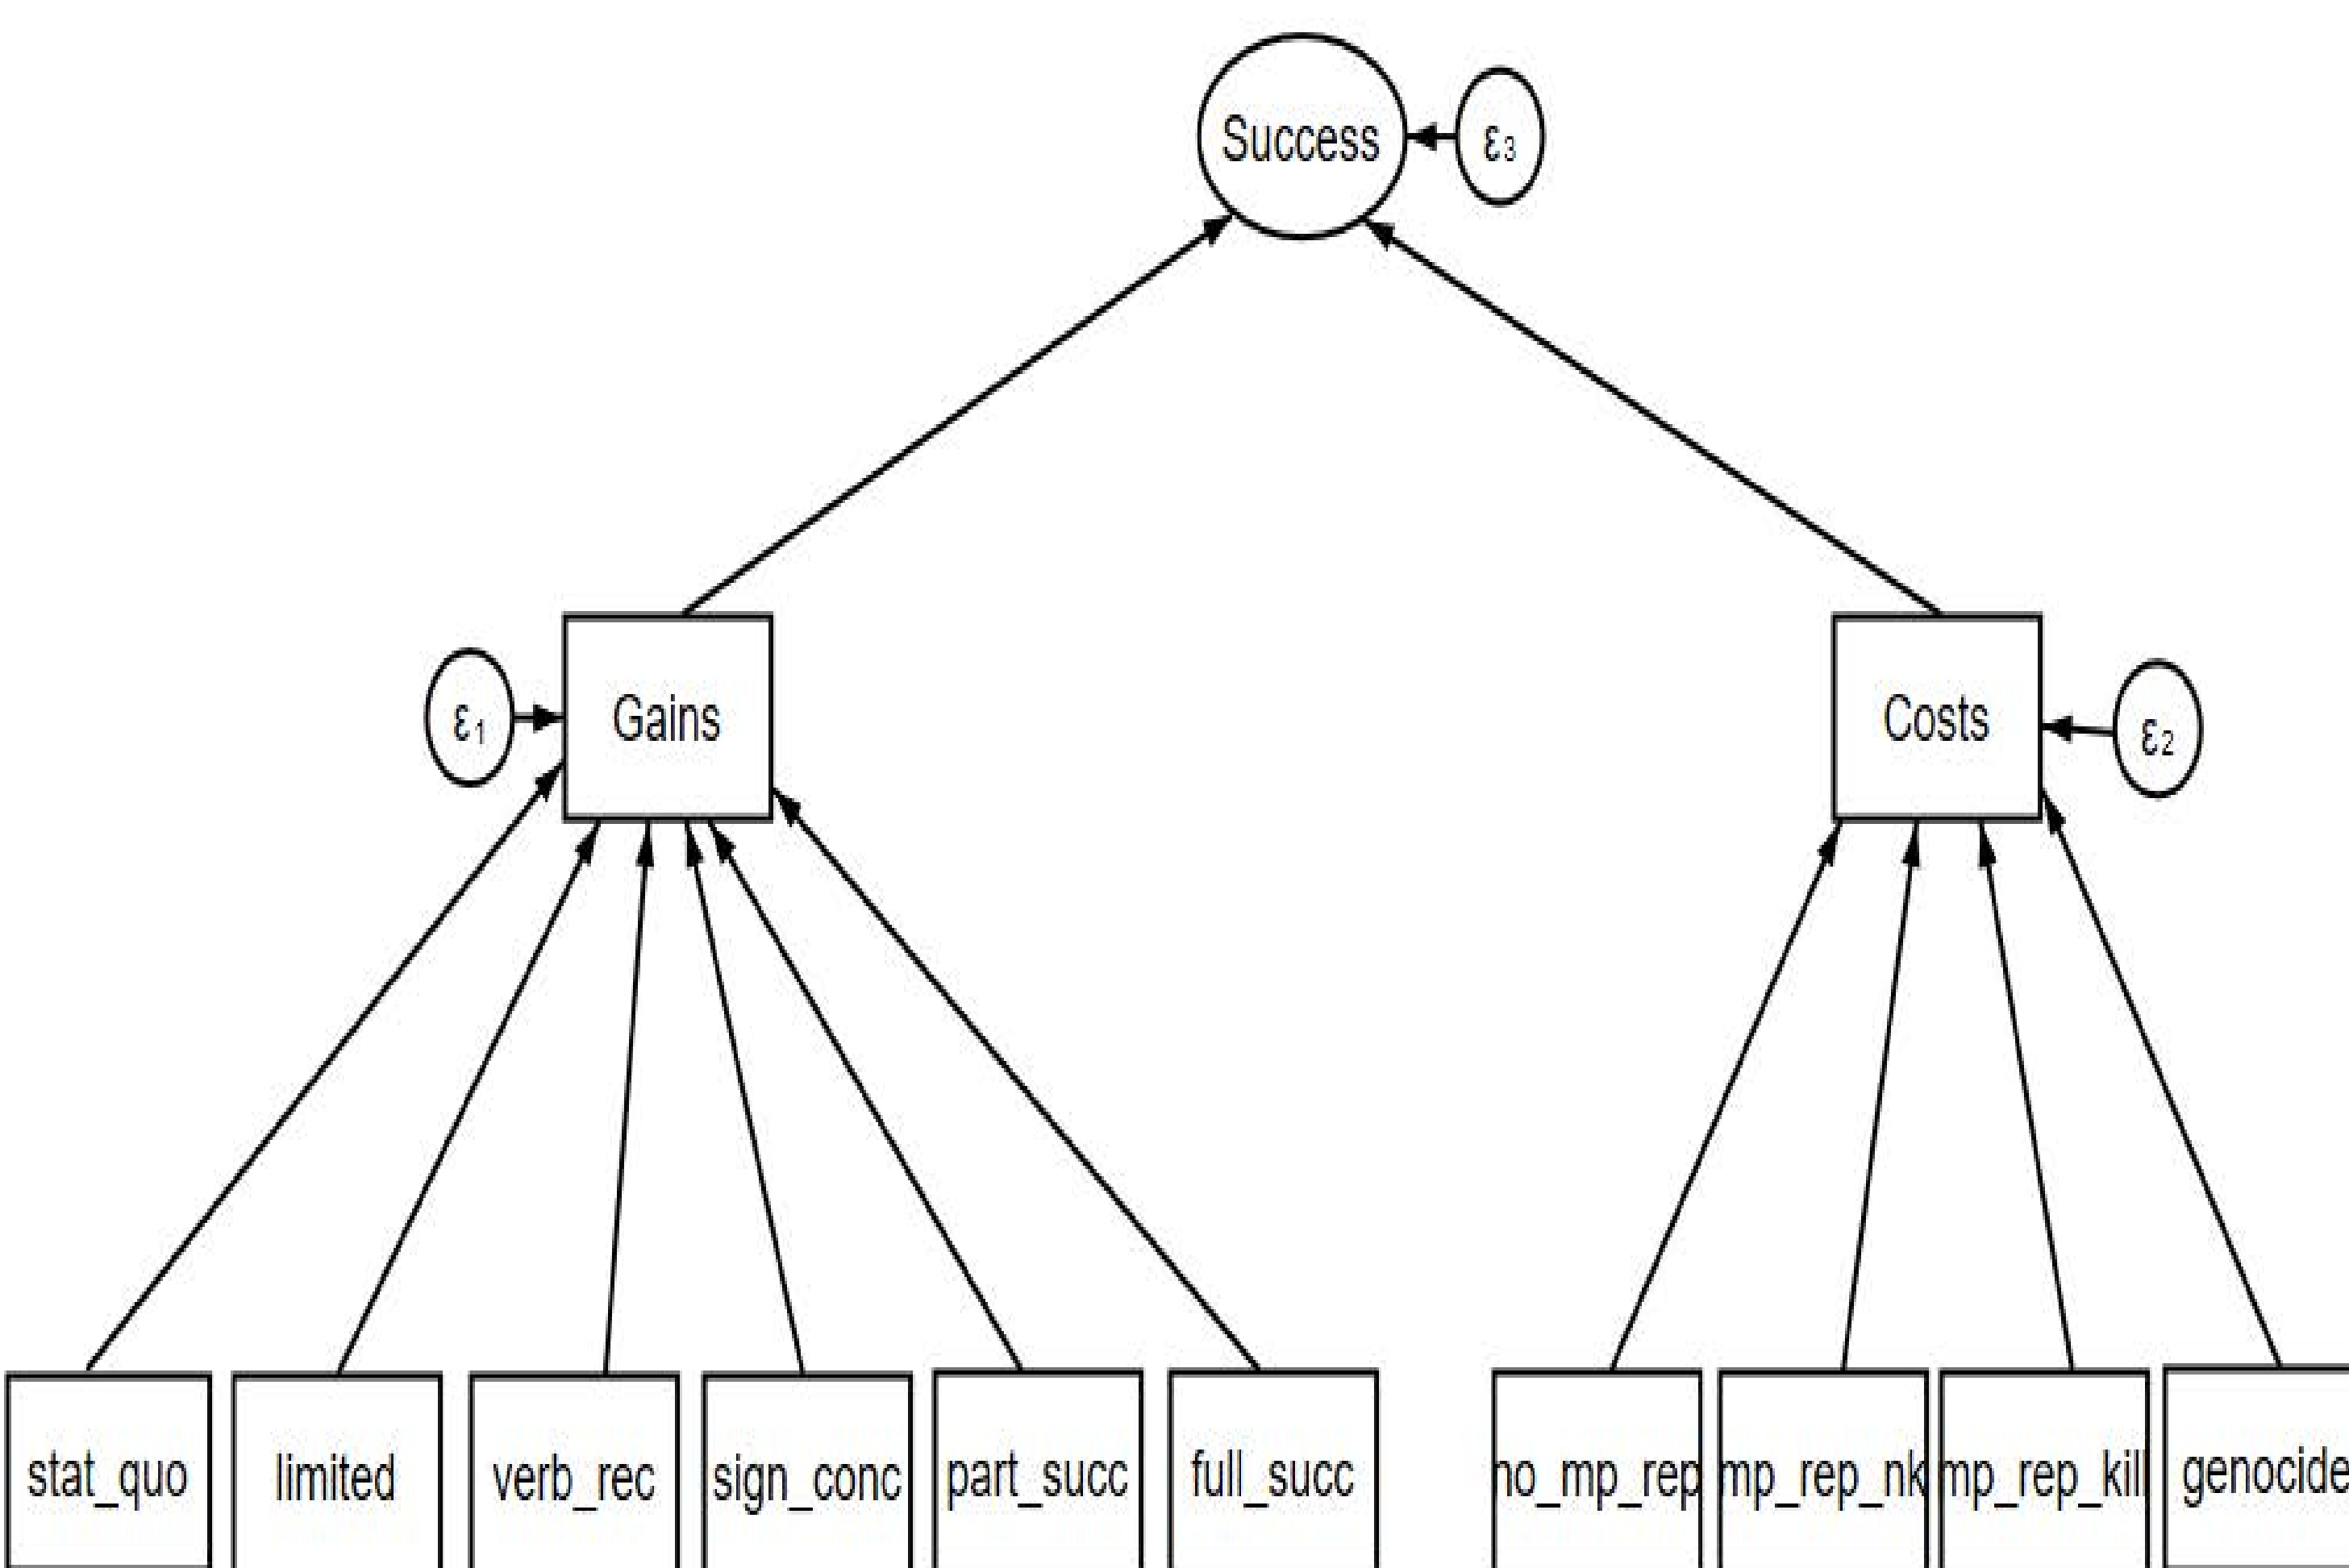 Success
ε3
Gains
ε1
Costs
ε2
stat_quo
limited
verb_rec
sign_conc
part_succ
full_succ
no_mp_rep
mp_rep_nk
mp_rep_kill
genocide